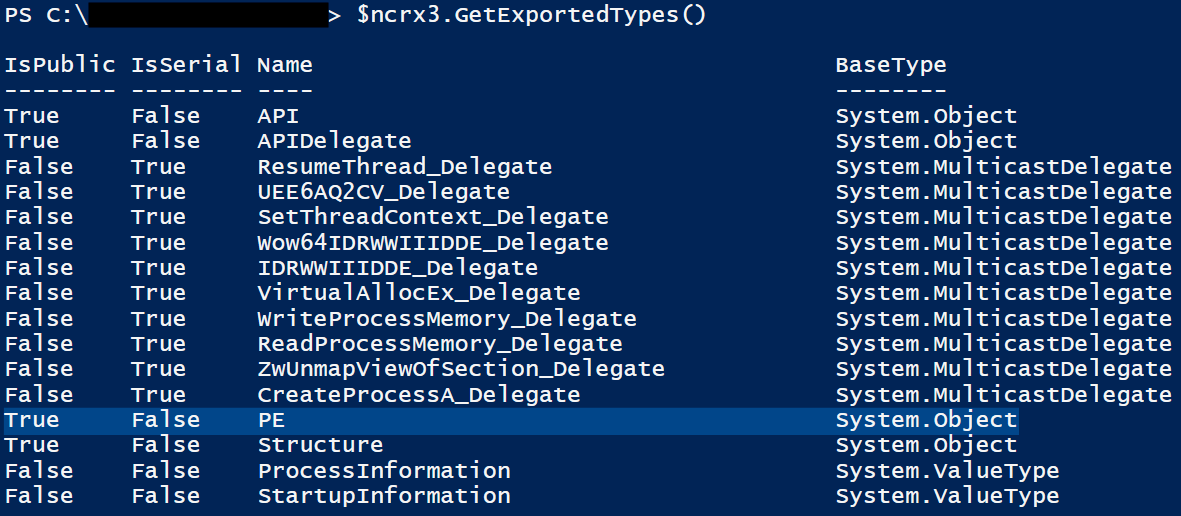 PS C:\> $ncrx3.GetExportedTypes()
IsPublic IsSerial Name BaseType
-------- -------- ---- --------
True False API System.Object
True False APIDelegate System.Object
False True ResumeThread_Delegate System.MulticastDelegate
False True UEE6AQ2CV_Delegate System.MulticastDelegate
False True SetThreadContext_Delegate System.MulticastDelegate
False True Wow64IDRWWIIIDDE_Delegate System.MulticastDelegate
False True IDRWWIIIDDE_Delegate System.MulticastDelegate
False True VirtualAllocEx_Delegate System.MulticastDelegate
False True WriteProcessMemory_Delegate System.MulticastDelegate
False True ReadProcessMemory_Delegate System.MulticastDelegate
False True ZwUnmapViewOfSection_Delegate System.MulticastDelegate
False True CreateProcessA_Delegate System.MulticastDelegate
True False PE System.Object
True False Structure System.Object
False False ProcessInformation System.ValueType
False False StartupInformation System.ValueType